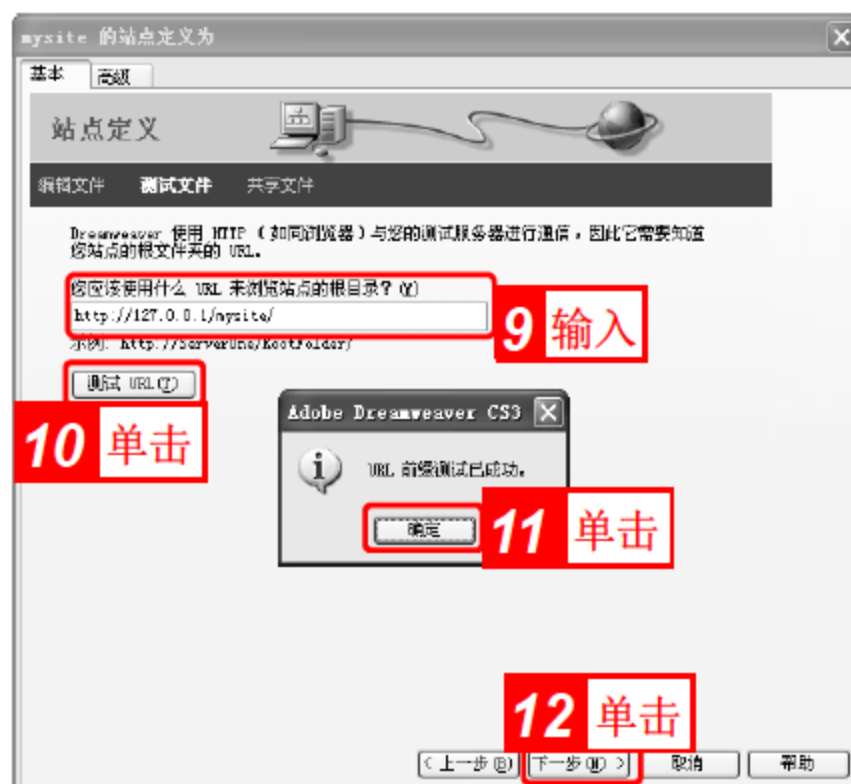 mysite 的站点定义为
基本 高级
站点定义
编辑文件 测试文件 共享文件
Dreamweaver 使用 HTTP (如同浏览器)与您的测试服务器进行通信，因此它需要知道
您站点的根文件夹的 URL。
您应该使用什么 URL 来浏览站点的根目录？(Y)
http://127.0.0.1/mysite/
9 输入
示例: http://ServerOne/RootFolder/
测试 URL(T)
10 单击
Adobe Dreamweaver CS3
URL 前缀测试已成功。
确定
11 单击
12 单击
< 上一步(B) 下一步(N) > 取消 帮助